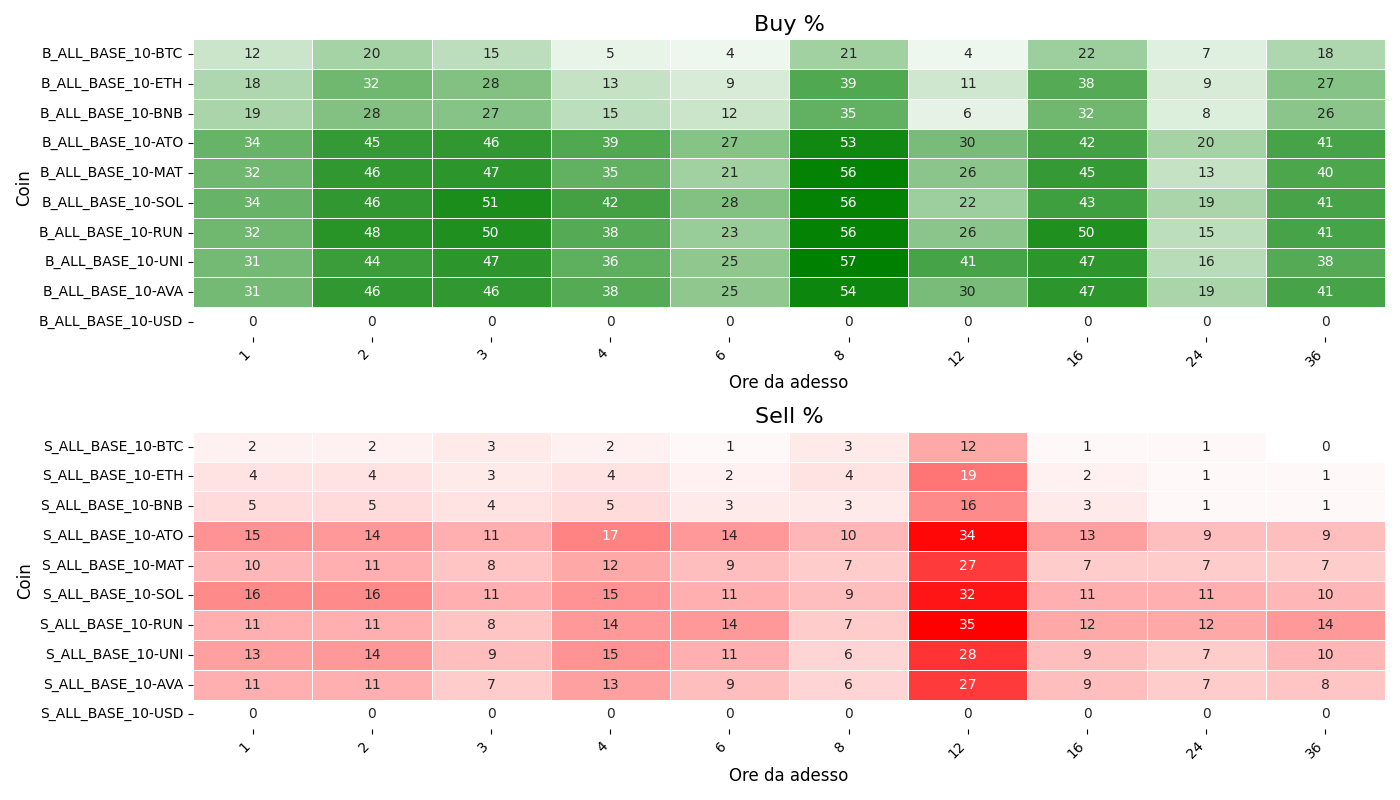 Buy %
Coin
B_ALL_BASE_10-BTC 12 20 15 5 4 21 4 22 7 18
B_ALL_BASE_10-ETH 18 32 28 13 9 39 11 38 9 27
B_ALL_BASE_10-BNB 19 28 27 15 12 35 6 32 8 26
B_ALL_BASE_10-ATO 34 45 46 39 27 53 30 42 20 41
B_ALL_BASE_10-MAT 32 46 47 35 21 56 26 45 13 40
B_ALL_BASE_10-SOL 34 46 51 42 28 56 22 43 19 41
B_ALL_BASE_10-RUN 32 48 50 38 23 56 26 50 15 41
B_ALL_BASE_10-UNI 31 44 47 36 25 57 41 47 16 38
B_ALL_BASE_10-AVA 31 46 46 38 25 54 30 47 19 41
B_ALL_BASE_10-USD 0 0 0 0 0 0 0 0 0 0
1 2 3 4 6 8 12 16 24 36
Ore da adesso
Sell %
Coin
S_ALL_BASE_10-BTC 2 2 3 2 1 3 12 1 1 0
S_ALL_BASE_10-ETH 4 4 3 4 2 4 19 2 1 1
S_ALL_BASE_10-BNB 5 5 4 5 3 3 16 3 1 1
S_ALL_BASE_10-ATO 15 14 11 17 14 10 34 13 9 9
S_ALL_BASE_10-MAT 10 11 8 12 9 7 27 7 7 7
S_ALL_BASE_10-SOL 16 16 11 15 11 9 32 11 11 10
S_ALL_BASE_10-RUN 11 11 8 14 14 7 35 12 12 14
S_ALL_BASE_10-UNI 13 14 9 15 11 6 28 9 7 10
S_ALL_BASE_10-AVA 11 11 7 13 9 6 27 9 7 8
S_ALL_BASE_10-USD 0 0 0 0 0 0 0 0 0 0
1 2 3 4 6 8 12 16 24 36
Ore da adesso